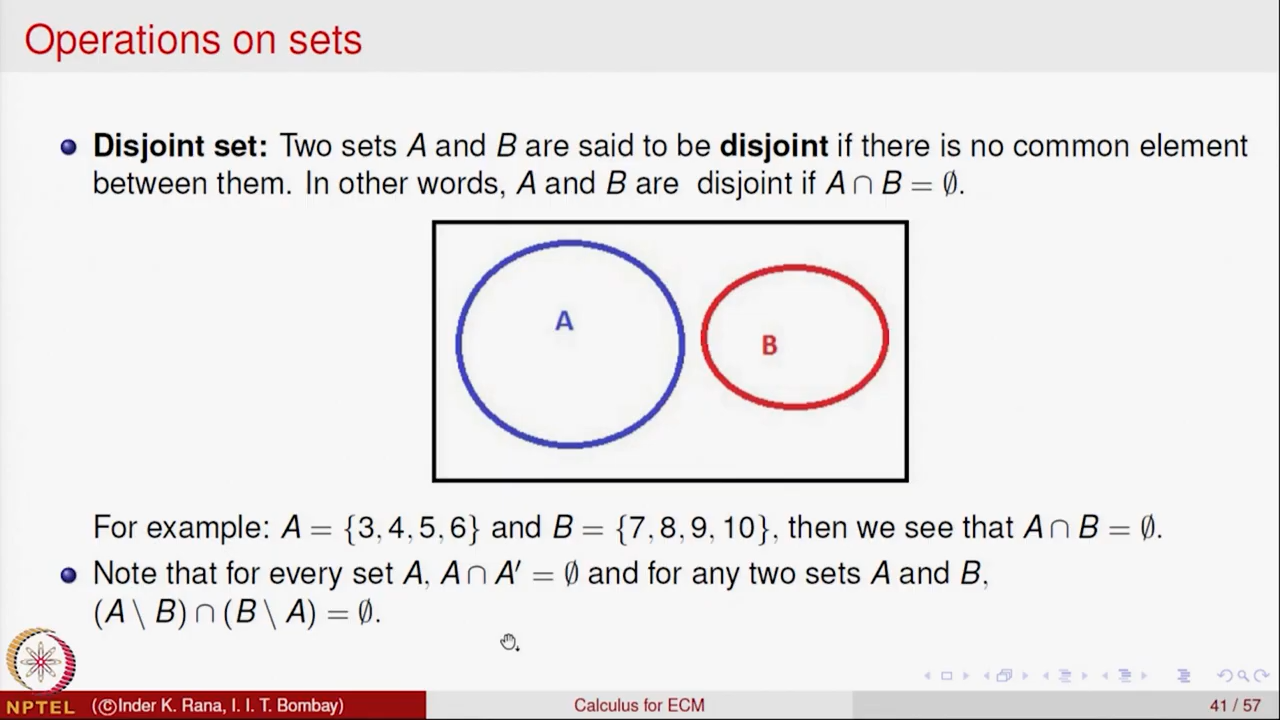 Operations on sets
Disjoint set: Two sets A and B are said to be disjoint if there is no common element
between them. In other words, A and B are disjoint if A ∩ B = ∅.
A
B
For example: A = {3, 4, 5, 6} and B = {7, 8, 9, 10}, then we see that A ∩ B = ∅.
Note that for every set A, A ∩ A′ = ∅ and for any two sets A and B,
(A \ B) ∩ (B \ A) = ∅.
NPTEL (©Inder K. Rana, I. I. T. Bombay) Calculus for ECM 41 / 57